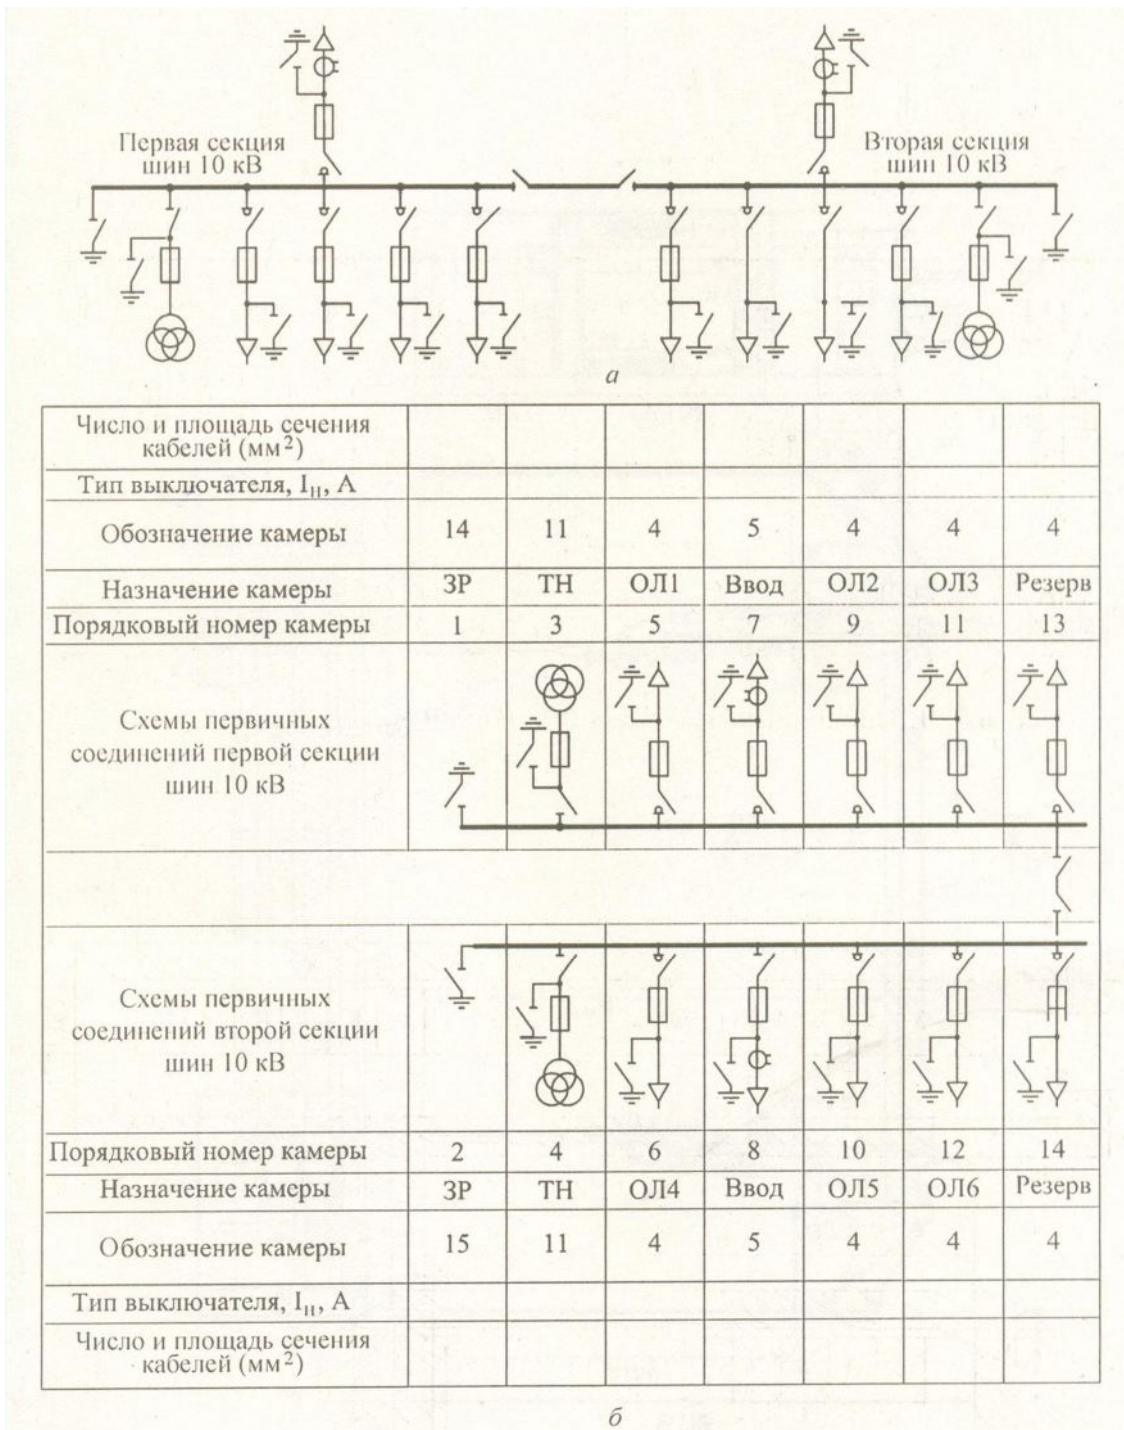 Первая секция
шин 10 кВ
Вторая секция
шин 10 кВ
а
Число и площадь сечения
кабелей (мм²)
Тип выключателя, Iн, А
Обозначение камеры 14 11 4 5 4 4 4
Назначение камеры ЗР ТН ОЛ1 Ввод ОЛ2 ОЛ3 Резерв
Порядковый номер камеры 1 3 5 7 9 11 13
Схемы первичных
соединений первой секции
шин 10 кВ
Схемы первичных
соединений второй секции
шин 10 кВ
Порядковый номер камеры 2 4 6 8 10 12 14
Назначение камеры ЗР ТН ОЛ4 Ввод ОЛ5 ОЛ6 Резерв
Обозначение камеры 15 11 4 5 4 4 4
Тип выключателя, Iн, А
Число и площадь сечения
кабелей (мм²)
б